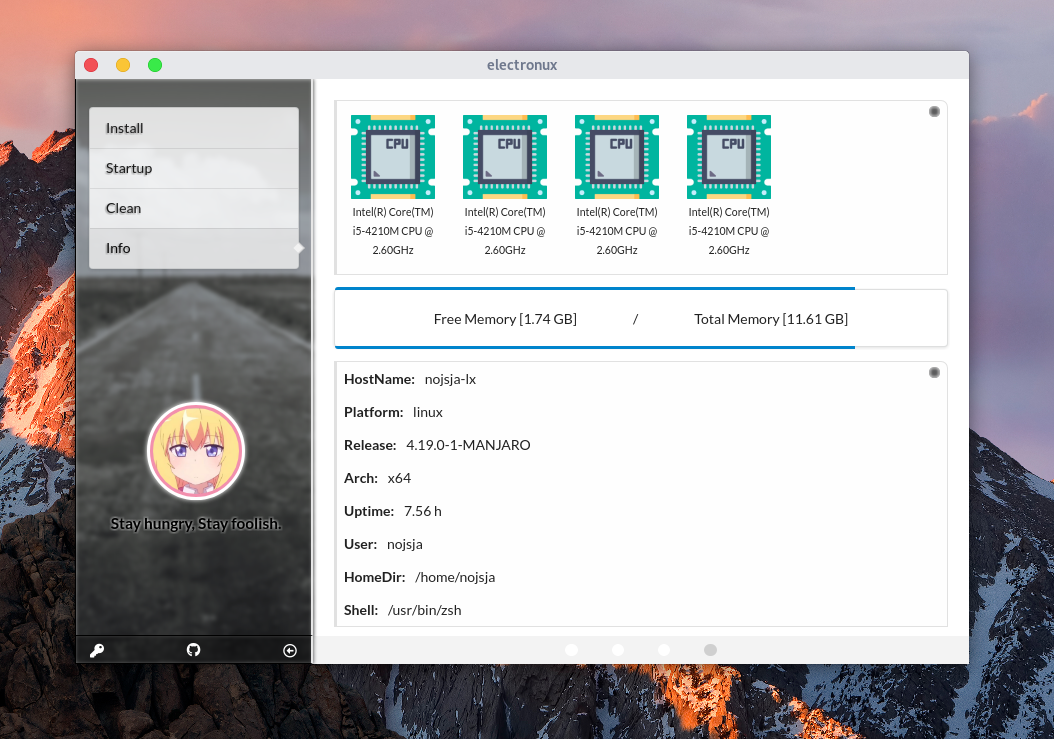 electronux
Install
Startup
Clean
Info
Stay hungry, Stay foolish.
CPU CPU CPU CPU
Intel(R) Core(TM) Intel(R) Core(TM) Intel(R) Core(TM) Intel(R) Core(TM)
i5-4210M CPU @ i5-4210M CPU @ i5-4210M CPU @ i5-4210M CPU @
2.60GHz 2.60GHz 2.60GHz 2.60GHz
Free Memory [1.74 GB] / Total Memory [11.61 GB]
HostName: nojsja-lx
Platform: linux
Release: 4.19.0-1-MANJARO
Arch: x64
Uptime: 7.56 h
User: nojsja
HomeDir: /home/nojsja
Shell: /usr/bin/zsh